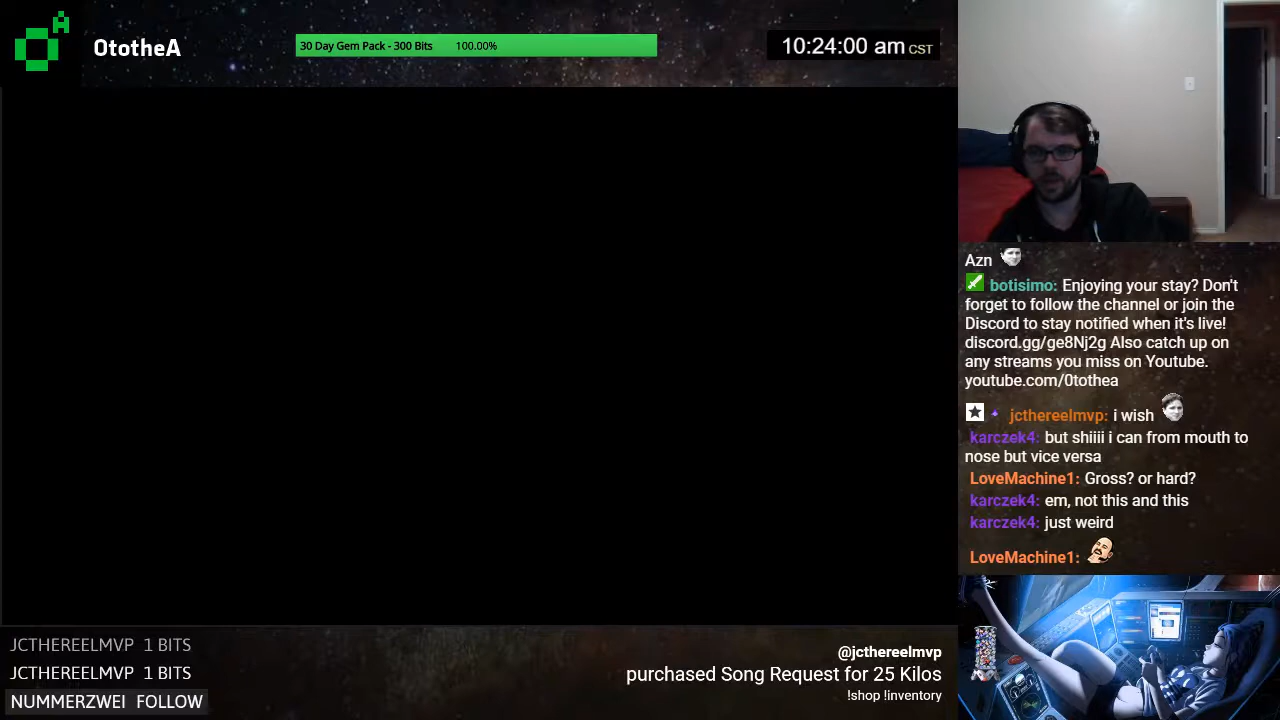 OtotheA
30 Day Gem Pack - 300 Bits 100.00%
10:24:00 am CST
Azn
botisimo: Enjoying your stay? Don't
forget to follow the channel or join the
Discord to stay notified when it's live!
discord.gg/ge8Nj2g Also catch up on
any streams you miss on Youtube.
youtube.com/0tothea
jcthereelmvp: i wish
karczek4: but shiiii i can from mouth to
nose but vice versa
LoveMachine1: Gross? or hard?
karczek4: em, not this and this
karczek4: just weird
LoveMachine1:
JCTHEREELMVP 1 BITS
JCTHEREELMVP 1 BITS
NUMMERZWEI FOLLOW
@jcthereelmvp
purchased Song Request for 25 Kilos
!shop !inventory